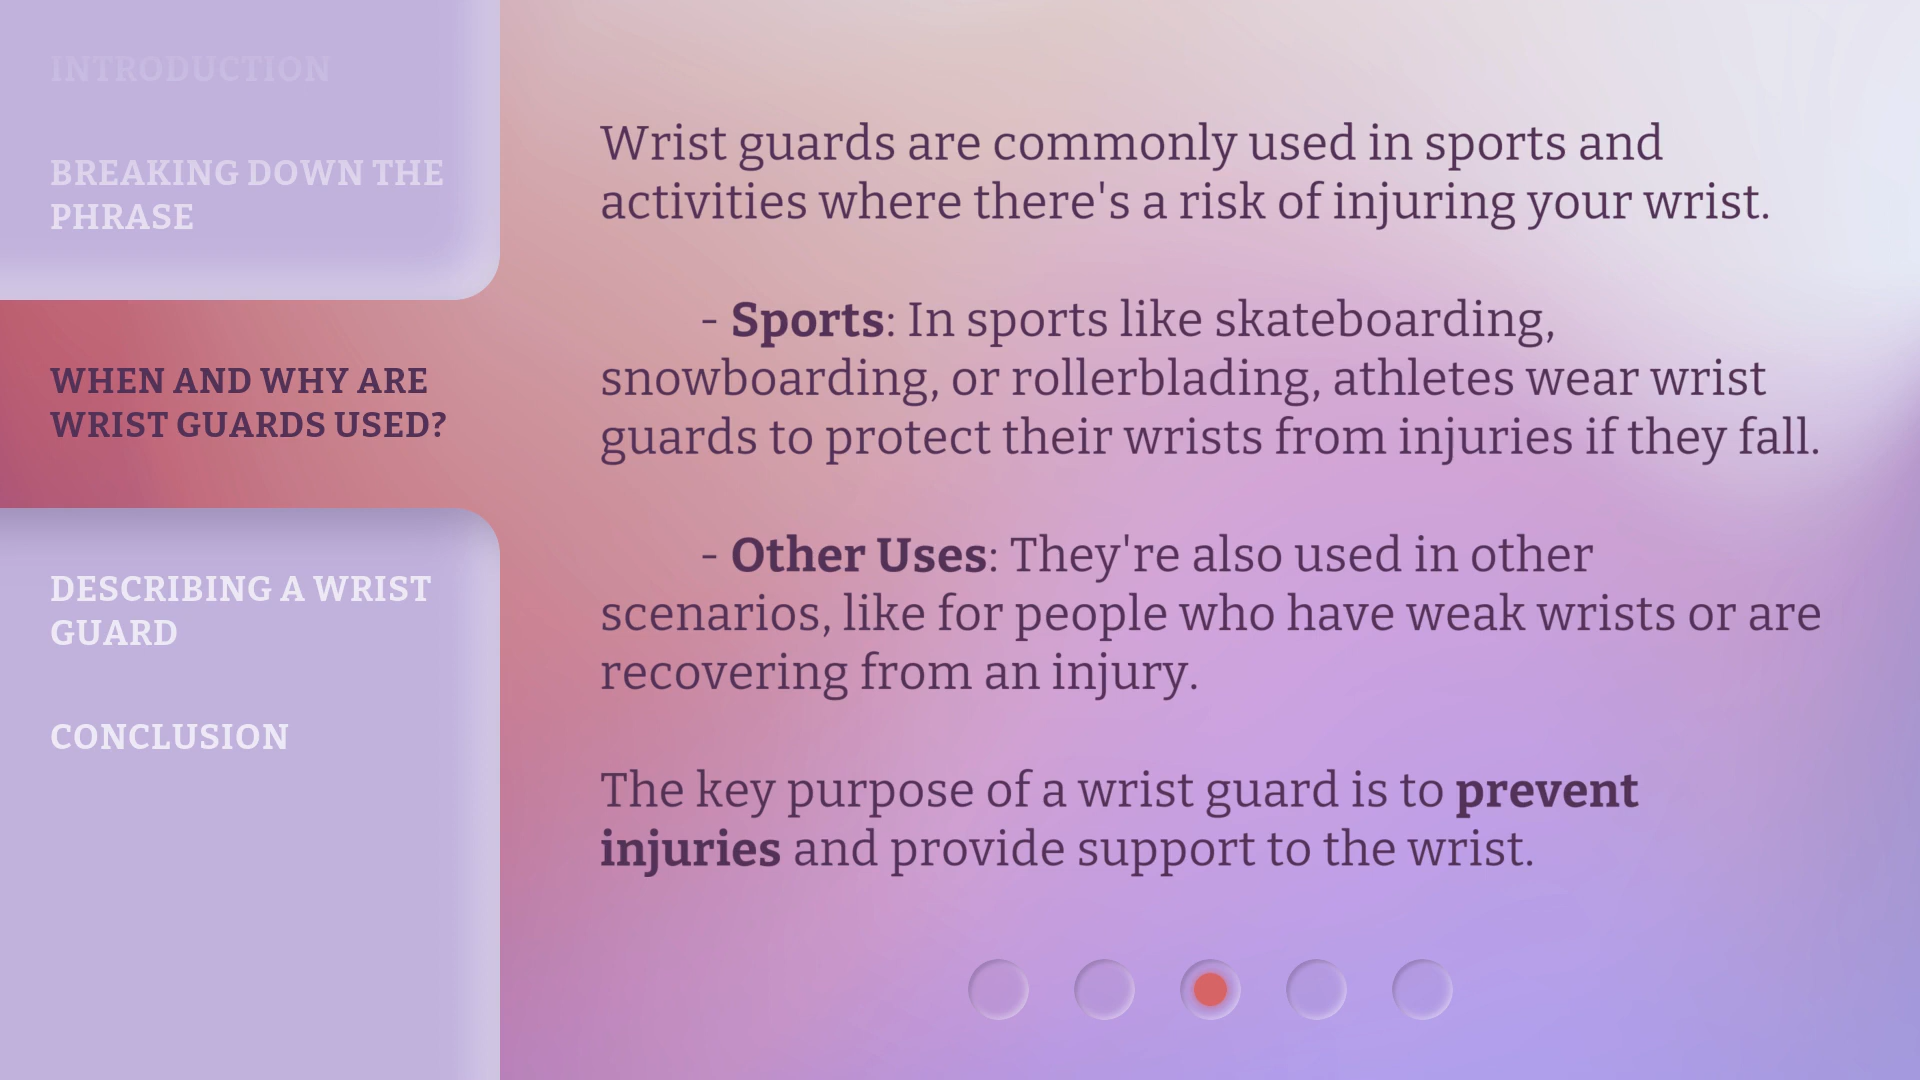 INTRODUCTION
BREAKING DOWN THE
PHRASE
WHEN AND WHY ARE
WRIST GUARDS USED?
DESCRIBING A WRIST
GUARD
CONCLUSION
Wrist guards are commonly used in sports and
activities where there's a risk of injuring your wrist.
- Sports: In sports like skateboarding,
snowboarding, or rollerblading, athletes wear wrist
guards to protect their wrists from injuries if they fall.
- Other Uses: They're also used in other
scenarios, like for people who have weak wrists or are
recovering from an injury.
The key purpose of a wrist guard is to prevent
injuries and provide support to the wrist.